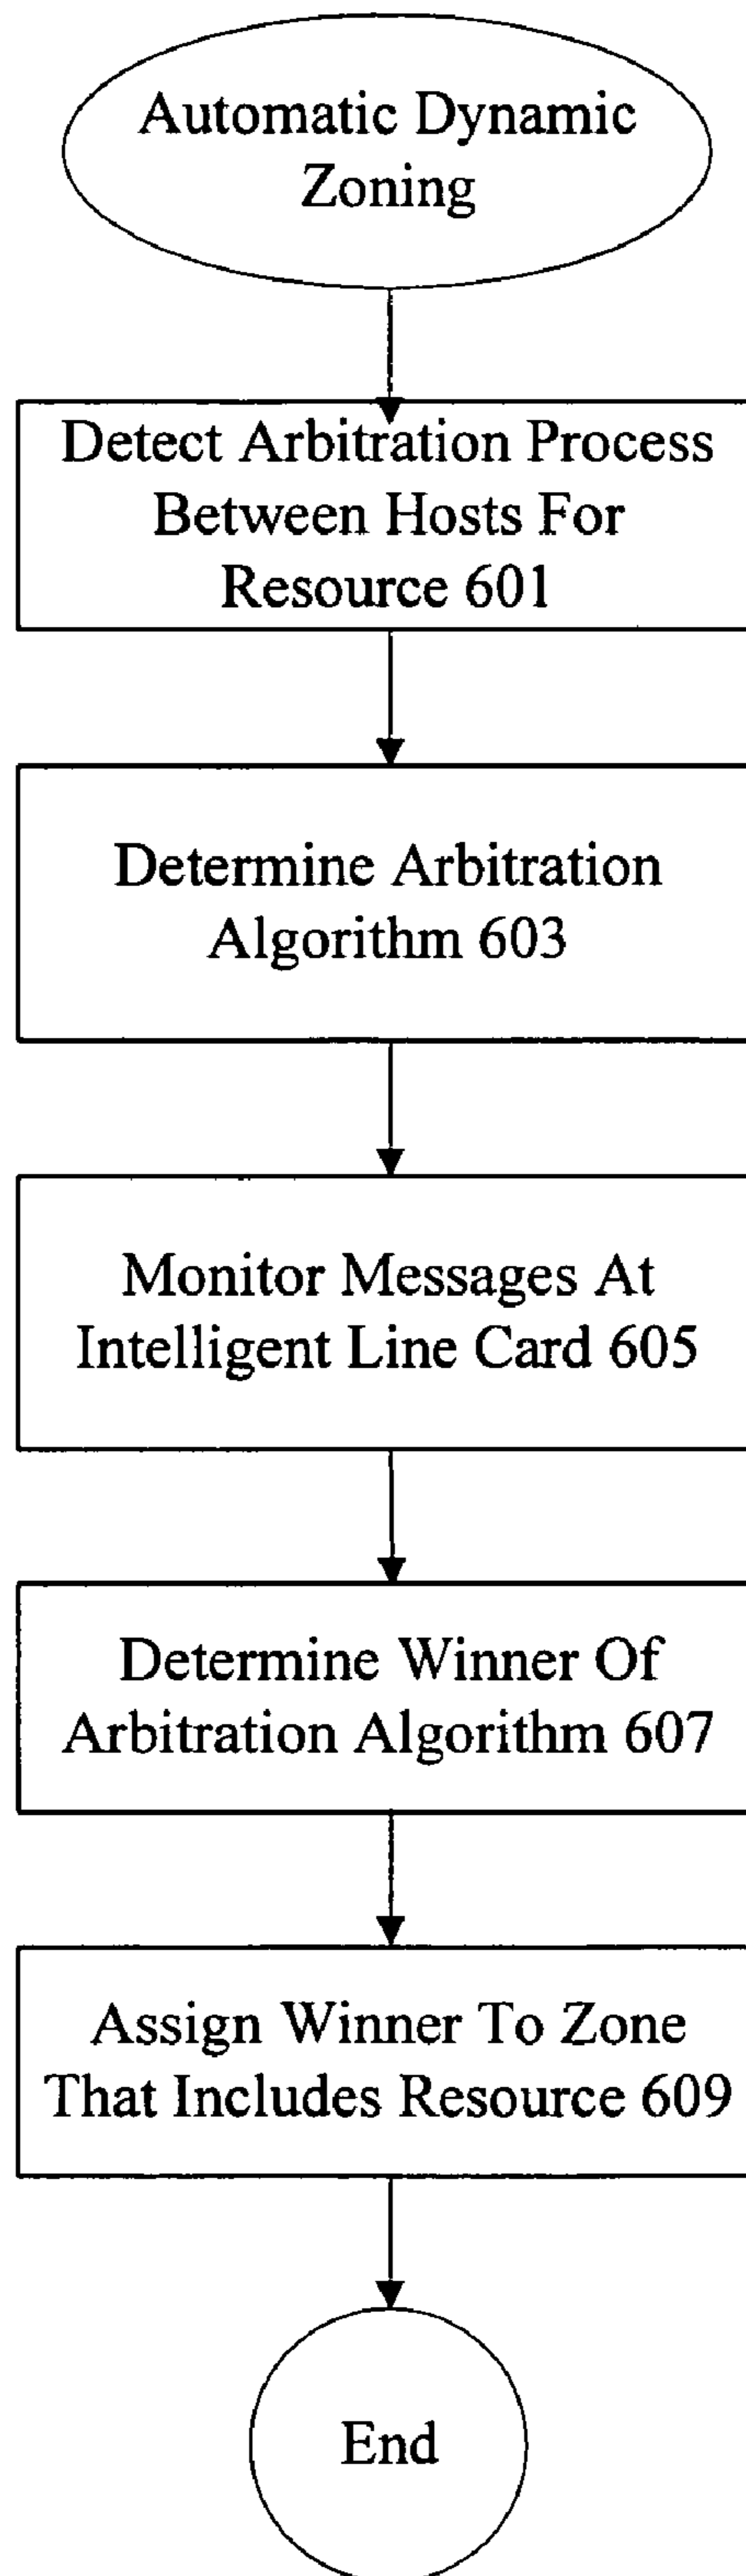 Automatic Dynamic
Zoning
Detect Arbitration Process
Between Hosts For
Resource 601
Determine Arbitration
Algorithm 603
Monitor Messages At
Intelligent Line Card 605
Determine Winner Of
Arbitration Algorithm 607
Assign Winner To Zone
That Includes Resource 609
End